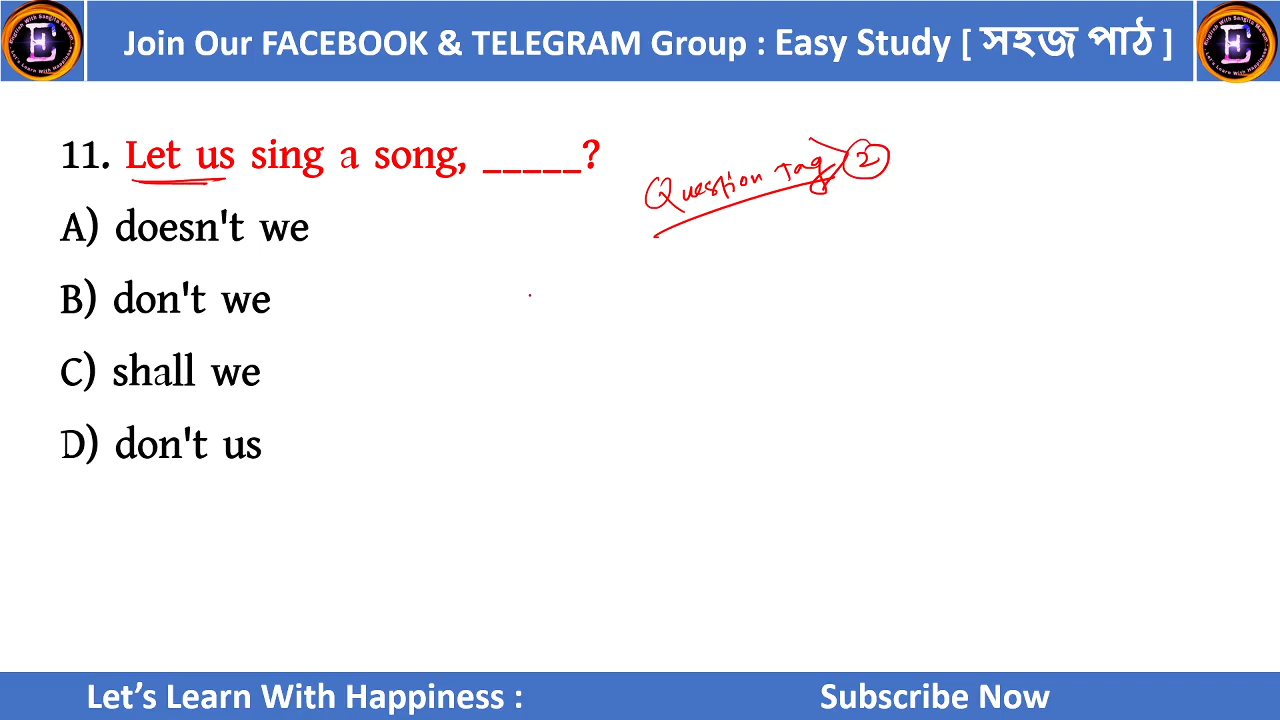 Join Our FACEBOOK & TELEGRAM Group : Easy Study [ সহজ পাঠ ]
11. Let us sing a song, _____?
Question Tag 2
A) doesn't we
B) don't we
C) shall we
D) don't us
Let's Learn With Happiness :
Subscribe Now